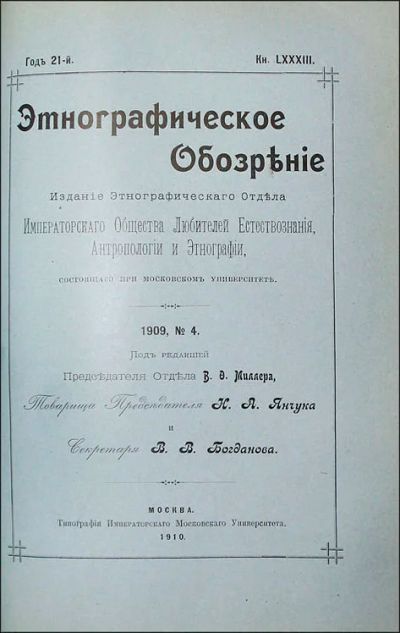 Годъ 21-й. Кн. LXXXIII.
Этнографическое
Обозрѣніе
Изданіе Этнографическаго Отдѣла
Императорскаго Общества Любителей Естествознанія,
Антропологіи и Этнографіи,
состоящаго при Московскомъ Университетѣ.
1909, № 4.
Подъ редакціей
Предсѣдателя Отдѣла В. Ѳ. Миллера,
Товарища Предсѣдателя Н. А. Янчука
и
Секретаря В. В. Богданова.
МОСКВА.
Типографія Императорскаго Московскаго Университета.
1910.